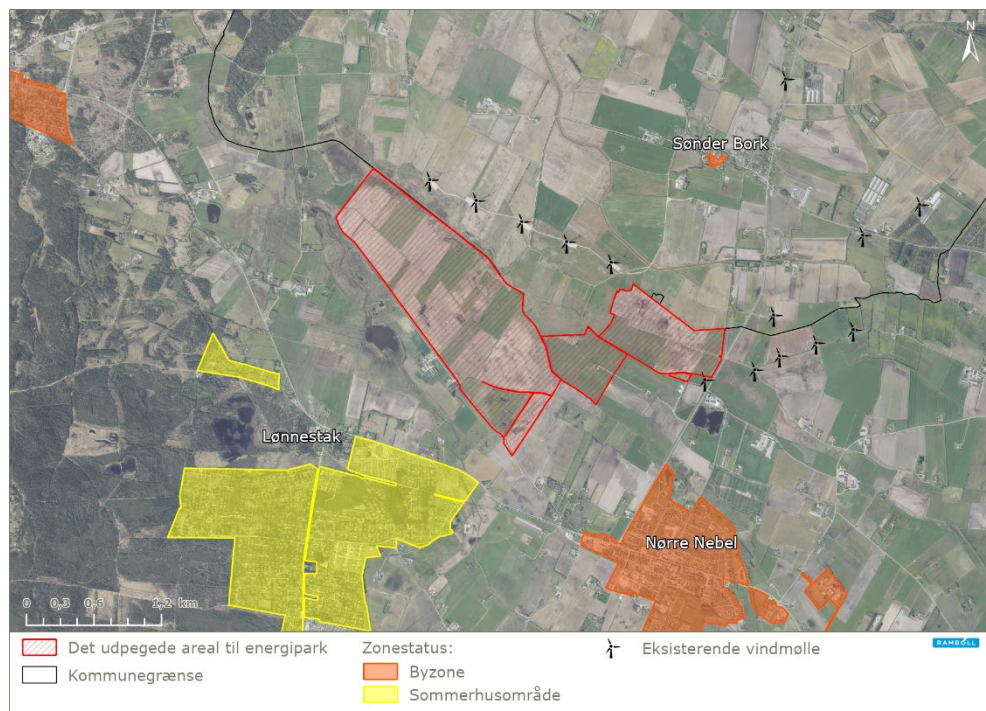 N
Sønder Bork
Lønnestak
Nørre Nebel
0 0,3 0,6 1,2 km
Det udpegede areal til energipark
Kommunegrænse
Zonestatus:
Byzone
Sommerhusområde
Eksisterende vindmølle
RAMBOLL